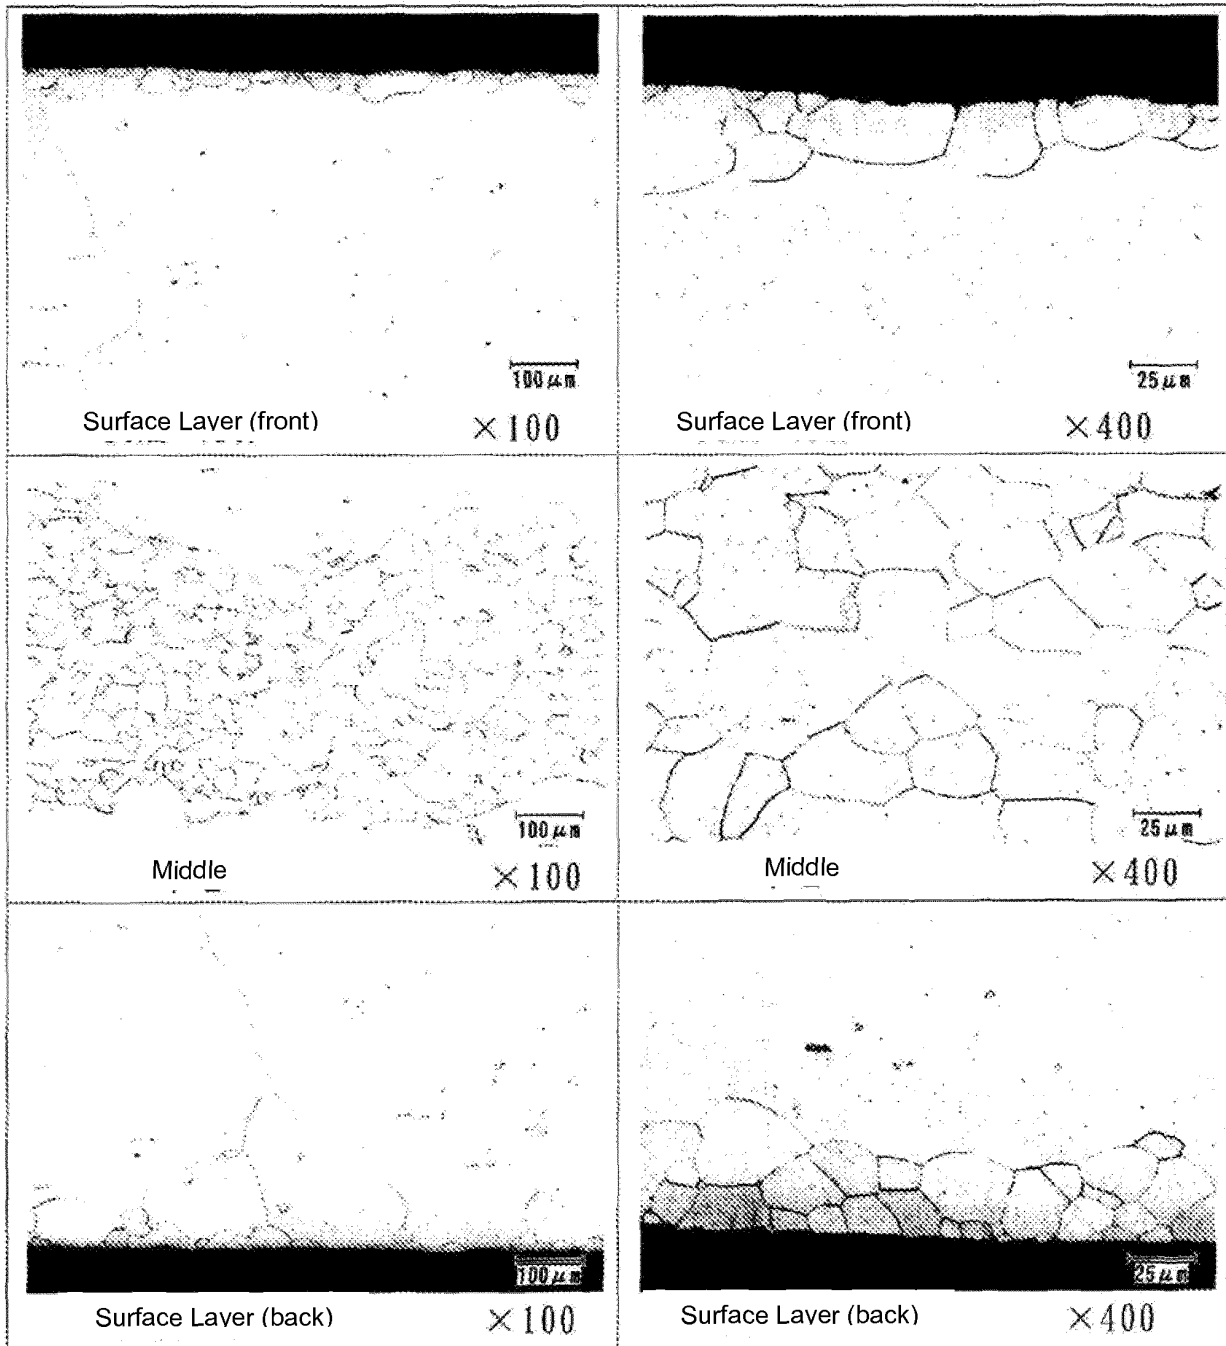 100μm
Surface Layer (front)
×100
25μm
Surface Layer (front)
×400
100μm
Middle
×100
25μm
Middle
×400
100μm
Surface Layer (back)
×100
25μm
Surface Layer (back)
×400